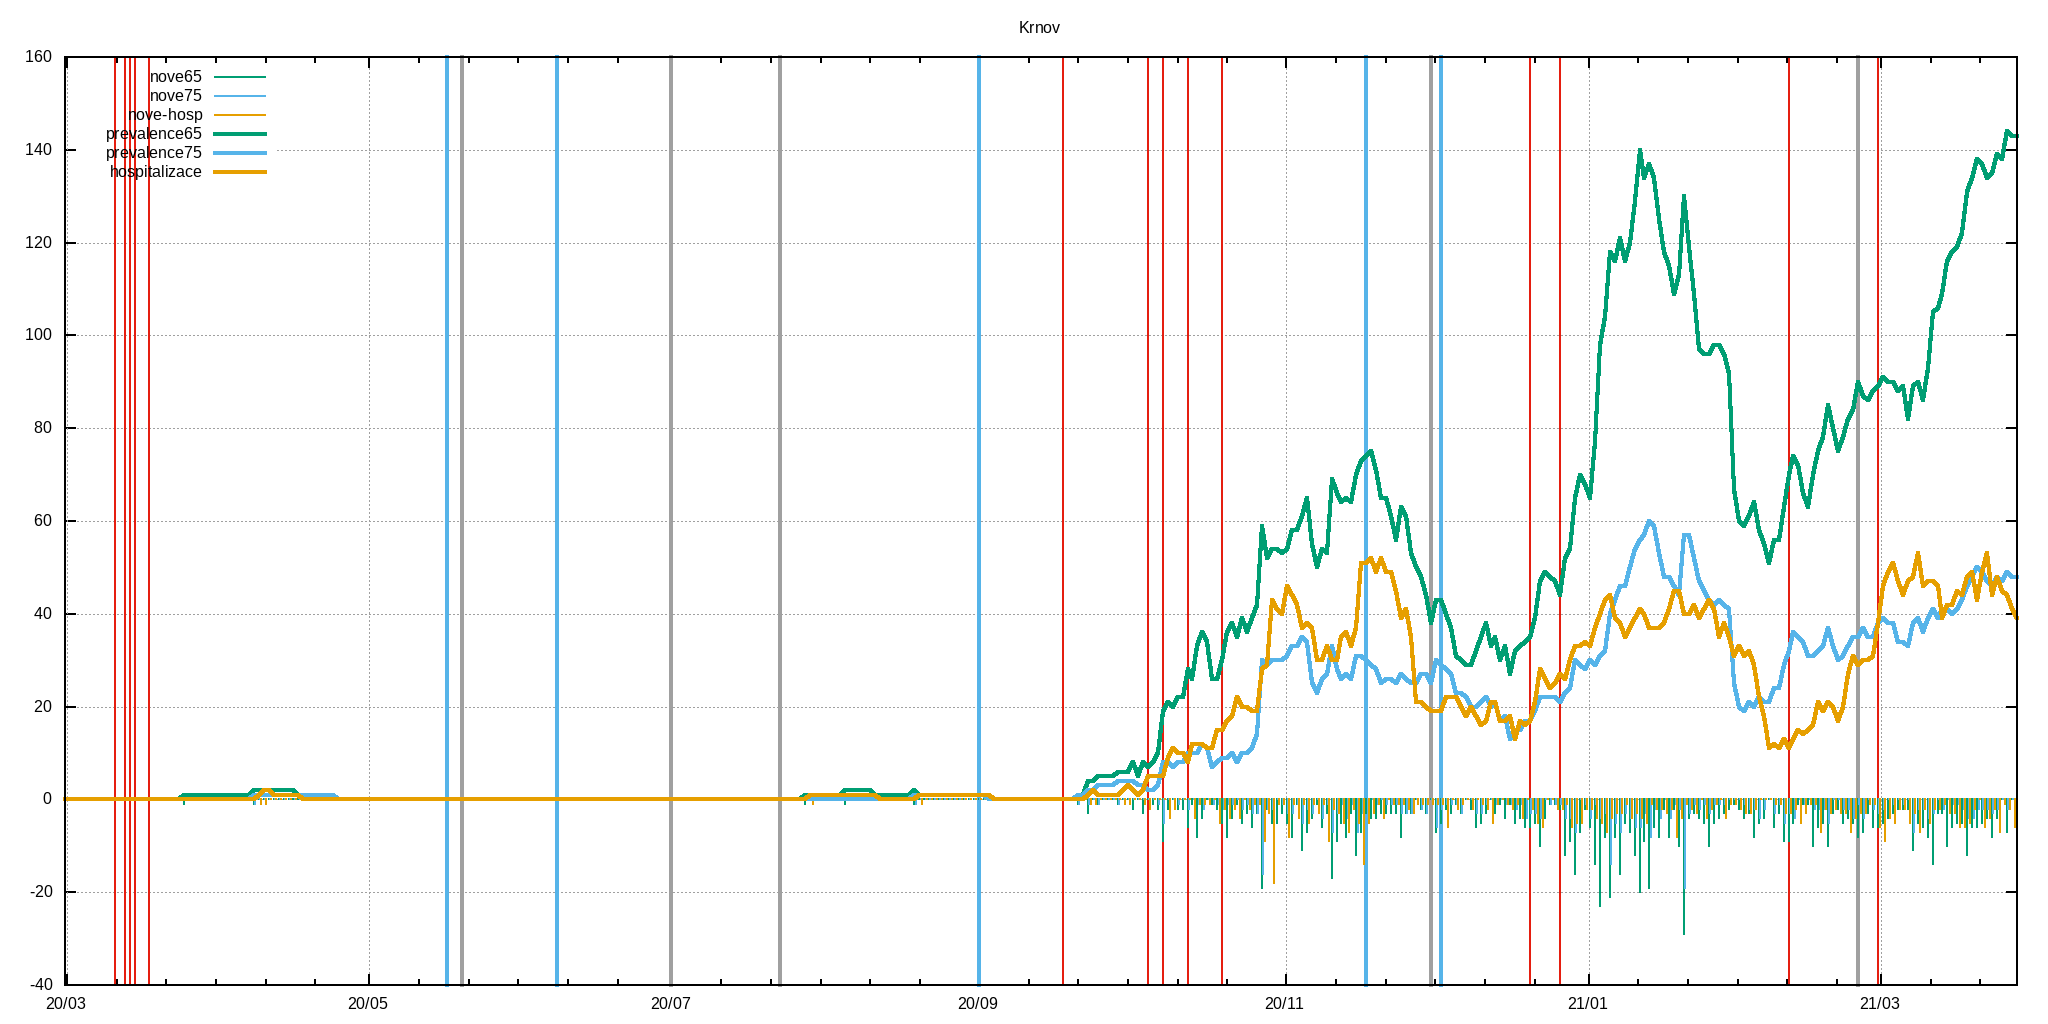 Krnov
160
nove65
nove75
nove-hosp
prevalence65
prevalence75
hospitalizace
140
120
100
80
60
40
20
0
-20
-40
20/03 20/05 20/07 20/09 20/11 21/01 21/03